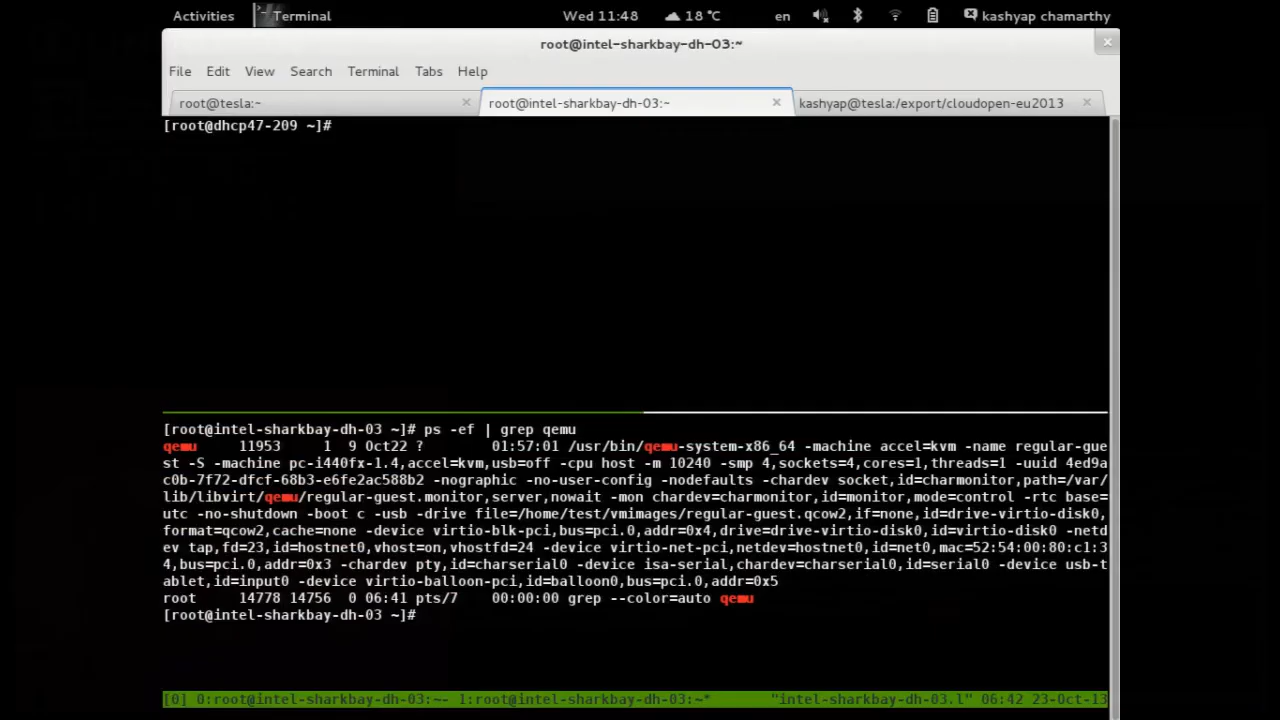 Activities Terminal Wed 11:48 18 °C en kashyap chamarthy
root@intel-sharkbay-dh-03:~
File Edit View Search Terminal Tabs Help
root@tesla:~ root@intel-sharkbay-dh-03:~ kashyap@tesla:/export/cloudopen-eu2013
[root@dhcp47-209 ~]#
[root@intel-sharkbay-dh-03 ~]# ps -ef | grep qemu
qemu 11953 1 9 Oct22 ? 01:57:01 /usr/bin/qemu-system-x86_64 -machine accel=kvm -name regular-gue
st -S -machine pc-i440fx-1.4,accel=kvm,usb=off -cpu host -m 10240 -smp 4,sockets=4,cores=1,threads=1 -uuid 4ed9a
c0b-7f72-dfcf-68b3-e6fe2ac588b2 -nographic -no-user-config -nodefaults -chardev socket,id=charmonitor,path=/var/
lib/libvirt/qemu/regular-guest.monitor,server,nowait -mon chardev=charmonitor,id=monitor,mode=control -rtc base=
utc -no-shutdown -boot c -usb -drive file=/home/test/vmimages/regular-guest.qcow2,if=none,id=drive-virtio-disk0,
format=qcow2,cache=none -device virtio-blk-pci,bus=pci.0,addr=0x4,drive=drive-virtio-disk0,id=virtio-disk0 -netd
ev tap,fd=23,id=hostnet0,vhost=on,vhostfd=24 -device virtio-net-pci,netdev=hostnet0,id=net0,mac=52:54:00:80:c1:3
4,bus=pci.0,addr=0x3 -chardev pty,id=charserial0 -device isa-serial,chardev=charserial0,id=serial0 -device usb-t
ablet,id=input0 -device virtio-balloon-pci,id=balloon0,bus=pci.0,addr=0x5
root 14778 14756 0 06:41 pts/7 00:00:00 grep --color=auto qemu
[root@intel-sharkbay-dh-03 ~]#
[0] 0:root@intel-sharkbay-dh-03:~- 1:root@intel-sharkbay-dh-03:~* "intel-sharkbay-dh-03.l" 06:42 23-Oct-13